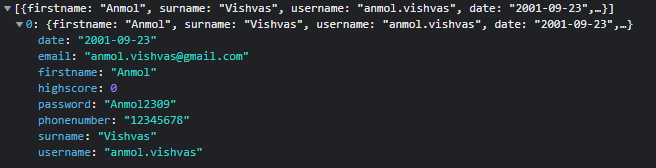 [{firstname: "Anmol", surname: "Vishvas", username: "anmol.vishvas", date: "2001-09-23",…}]
0: {firstname: "Anmol", surname: "Vishvas", username: "anmol.vishvas", date: "2001-09-23",…}
date: "2001-09-23"
email: "anmol.vishvas@gmail.com"
firstname: "Anmol"
highscore: 0
password: "Anmol2309"
phonenumber: "12345678"
surname: "Vishvas"
username: "anmol.vishvas"